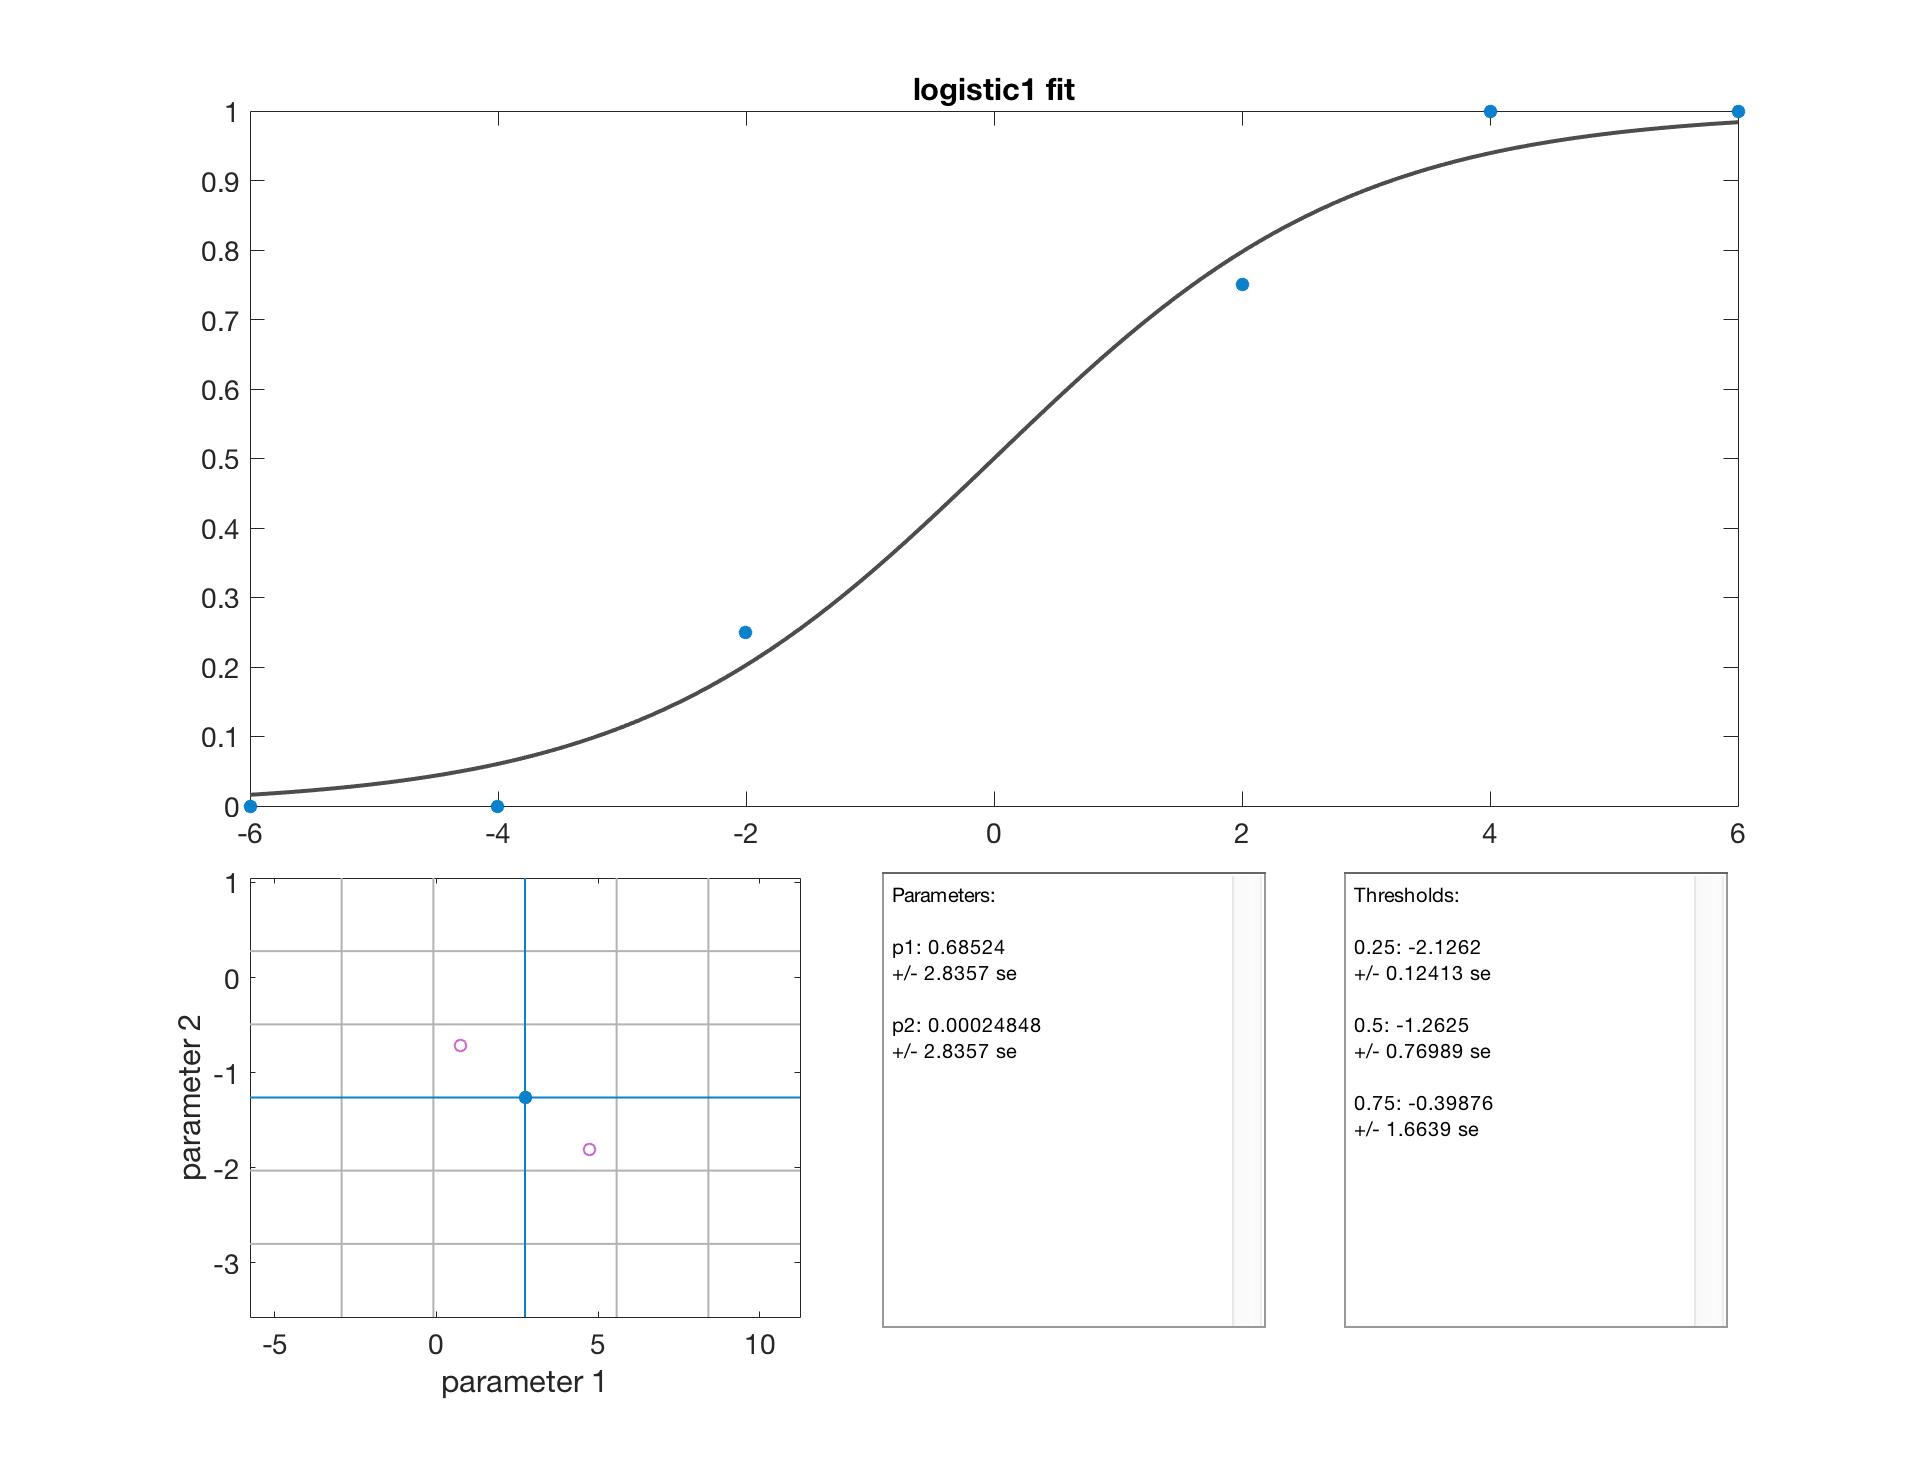 logistic1 fit
1
0.9
0.8
0.7
0.6
0.5
0.4
0.3
0.2
0.1
0
-6 -4 -2 0 2 4 6
1
0
-1
-2
-3
parameter 2
-5 0 5 10
parameter 1
Parameters:
p1: 0.68524
+/- 2.8357 se
p2: 0.00024848
+/- 2.8357 se
Thresholds:
0.25: -2.1262
+/- 0.12413 se
0.5: -1.2625
+/- 0.76989 se
0.75: -0.39876
+/- 1.6639 se